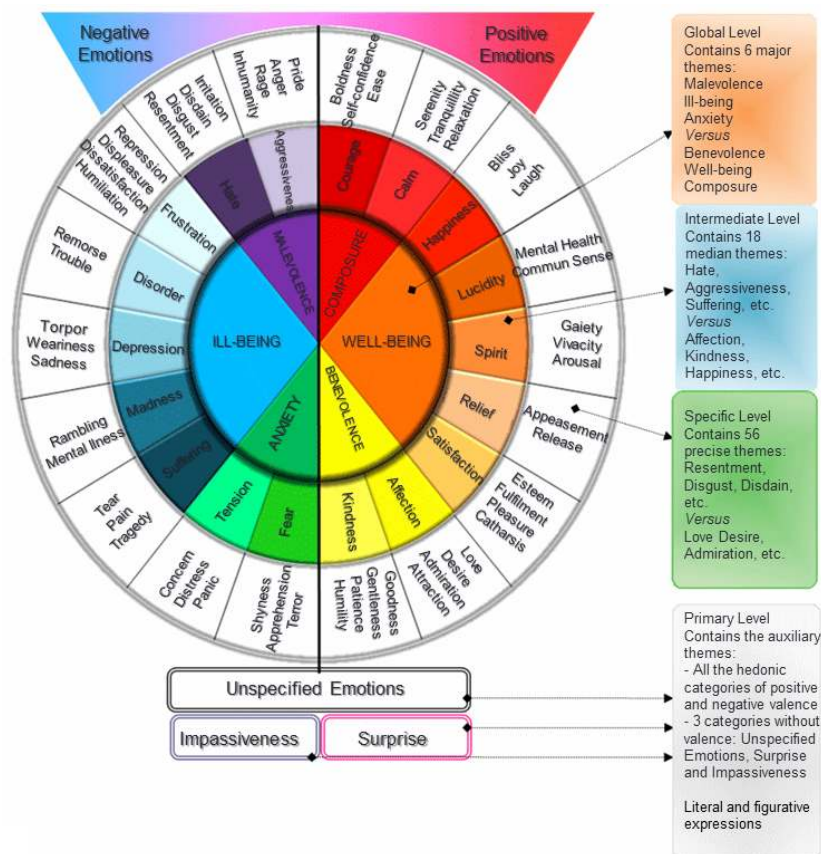 Negative
Emotions
Positive
Emotions
Pride
Anger
Rage
Inhumanity
Irritation
Disdain
Disgust
Resentment
Repression
Displeasure
Dissatisfaction
Humiliation
Remorse
Trouble
Torpor
Weariness
Sadness
Rambling
Mental Ilness
Tear
Pain
Tragedy
Concern
Distress
Panic
Shyness
Apprehension
Terror
Boldness
Self-confidence
Ease
Serenity
Tranquility
Relaxation
Bliss
Joy
Laugh
Mental Health
Commun Sense
Gaiety
Vivacity
Arousal
Appeasement
Release
Esteem
Fulfilment
Pleasure
Catharsis
Love
Desire
Admiration
Attraction
Goodness
Gentleness
Patience
Humility
Aggressiveness
Hate
Frustration
Disorder
Depression
Madness
Suffering
Tension
Fear
Courage
Calm
Happiness
Lucidity
Spirit
Relief
Satisfaction
Affection
Kindness
MALEVOLENCE
ILL-BEING
ANXIETY
COMPOSURE
WELL-BEING
BENEVOLENCE
Unspecified Emotions
Impassiveness
Surprise
Global Level
Contains 6 major
themes:
Malevolence
Ill-being
Anxiety
Versus
Benevolence
Well-being
Composure
Intermediate Level
Contains 18
median themes:
Hate,
Aggressiveness,
Suffering, etc.
Versus
Affection,
Kindness,
Happiness, etc.
Specific Level
Contains 56
precise themes:
Resentment,
Disgust, Disdain,
etc.
Versus
Love Desire,
Admiration, etc.
Primary Level
Contains the auxiliary
themes:
- All the hedonic
categories of positive
and negative valence
- 3 categories without
valence: Unspecified
Emotions, Surprise
and Impassiveness
Literal and figurative
expressions